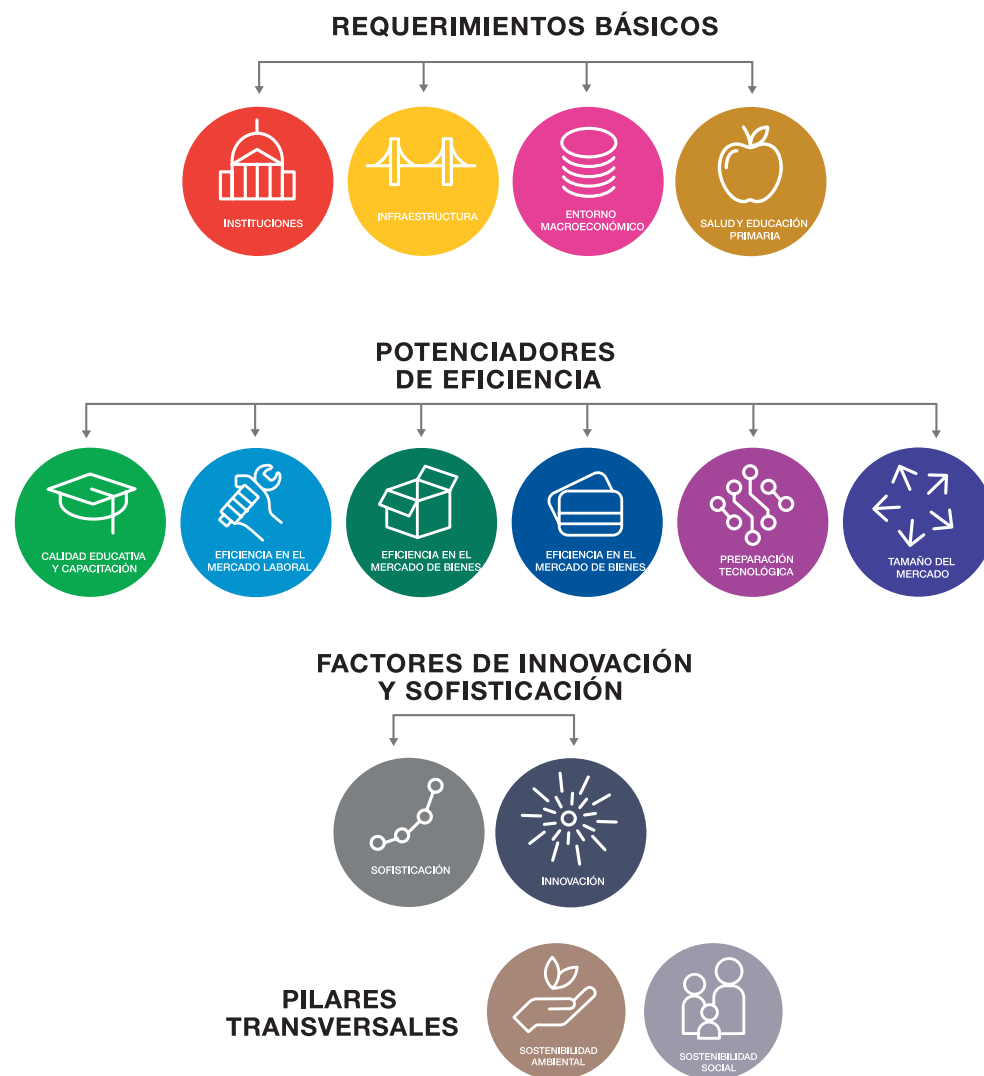 REQUERIMIENTOS BÁSICOS
INSTITUCIONES
INFRAESTRUCTURA
ENTORNO
MACROECONÓMICO
SALUD Y EDUCACIÓN
PRIMARIA
POTENCIADORES
DE EFICIENCIA
CALIDAD EDUCATIVA
Y CAPACITACIÓN
EFICIENCIA EN EL
MERCADO LABORAL
EFICIENCIA EN EL
MERCADO DE BIENES
EFICIENCIA EN EL
MERCADO DE BIENES
PREPARACIÓN
TECNOLÓGICA
TAMAÑO DEL
MERCADO
FACTORES DE INNOVACIÓN
Y SOFISTICACIÓN
SOFISTICACIÓN
INNOVACIÓN
PILARES
TRANSVERSALES
SOSTENIBILIDAD
AMBIENTAL
SOSTENIBILIDAD
SOCIAL